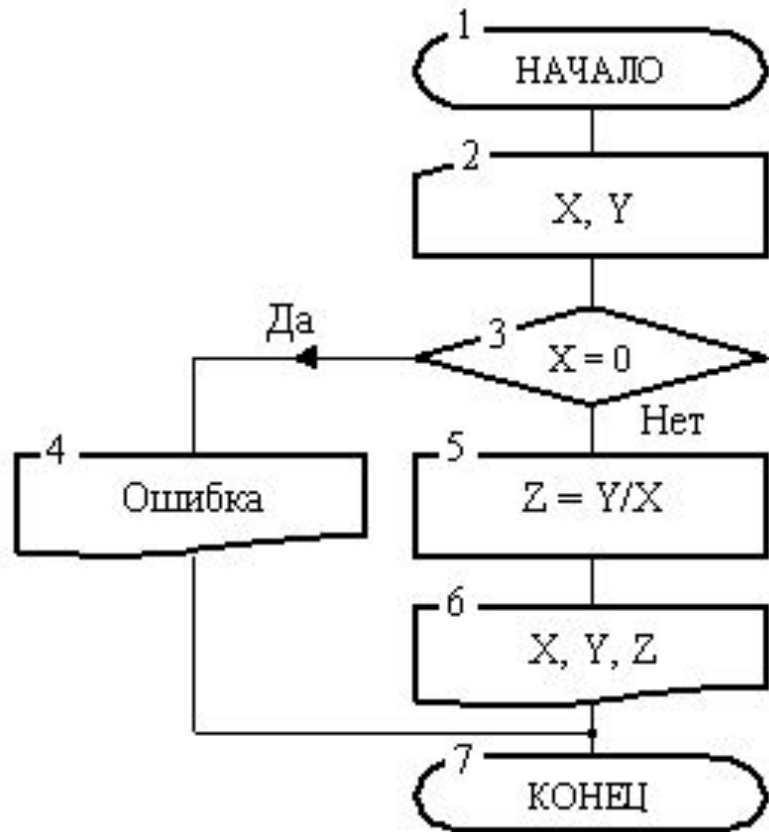 1
НАЧАЛО
2
X, Y
3
X = 0
Да
Нет
4
Ошибка
5
Z = Y/X
6
X, Y, Z
7
КОНЕЦ